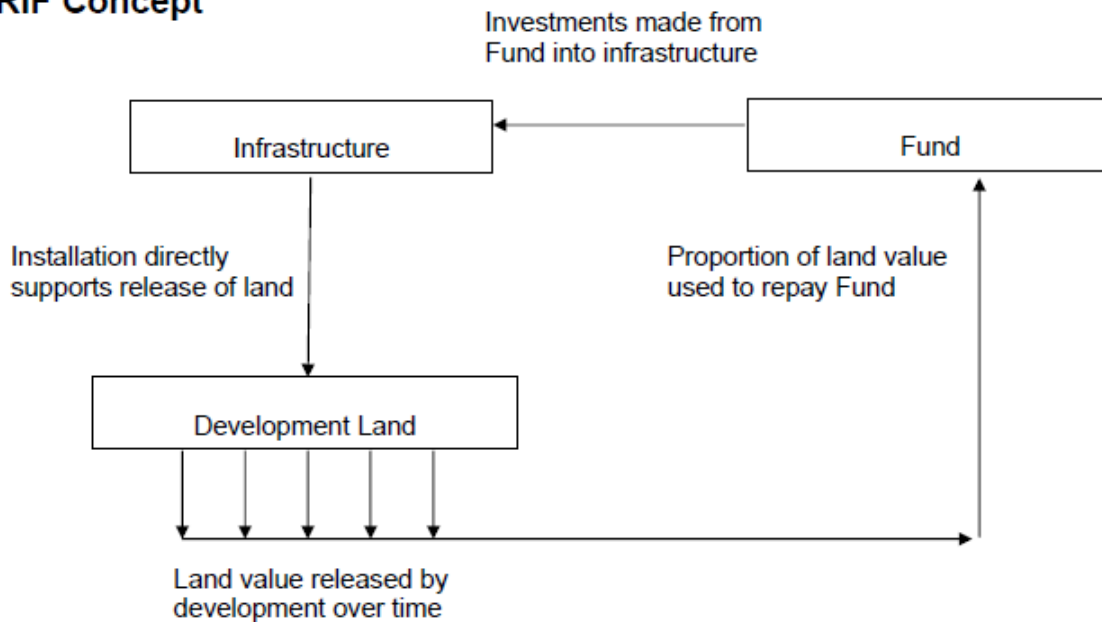 RIF Concept
Investments made from
Fund into infrastructure
Infrastructure
Fund
Installation directly
supports release of land
Proportion of land value
used to repay Fund
Development Land
Land value released by
development over time